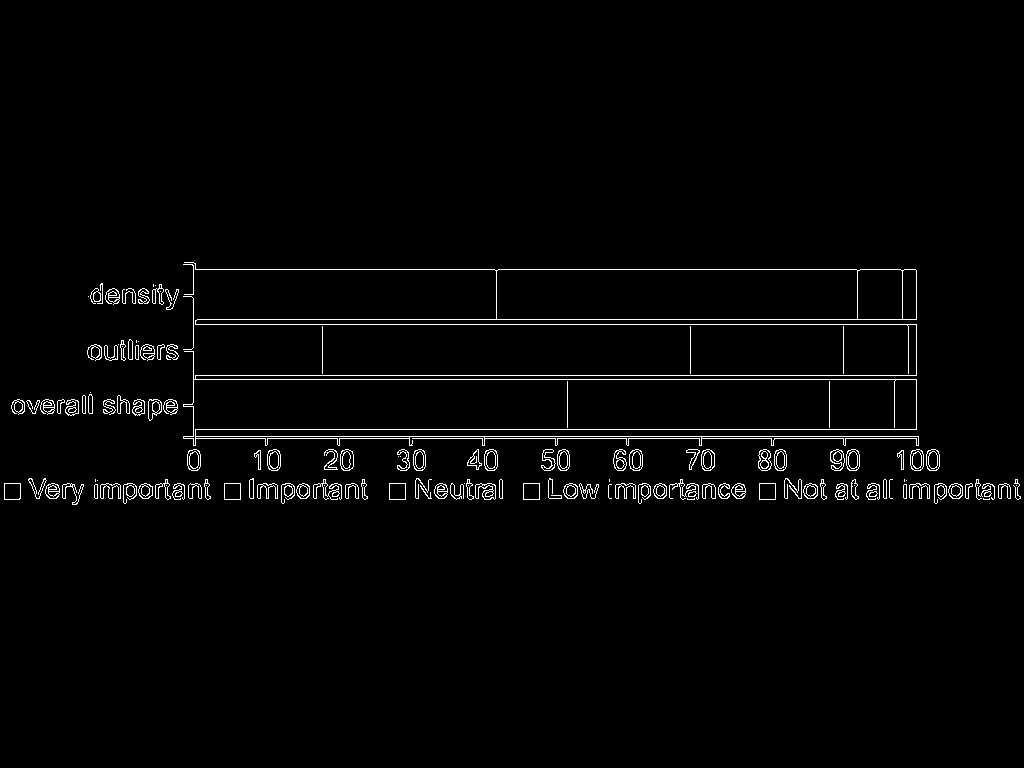 density
outliers
overall shape
0 10 20 30 40 50 60 70 80 90 100
Very important Important Neutral Low importance Not at all important